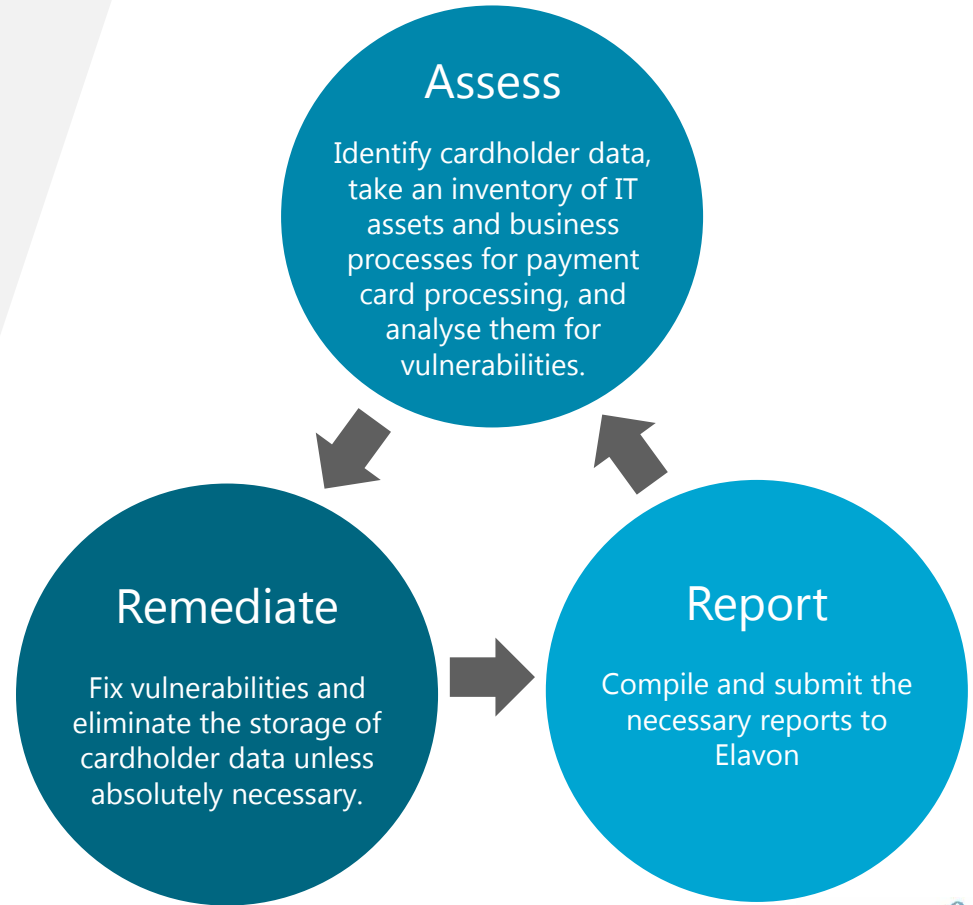 Assess
Identify cardholder data,
take an inventory of IT
assets and business
processes for payment
card processing, and
analyse them for
vulnerabilities.
Remediate
Fix vulnerabilities and
eliminate the storage of
cardholder data unless
absolutely necessary.
Report
Compile and submit the
necessary reports to
Elavon